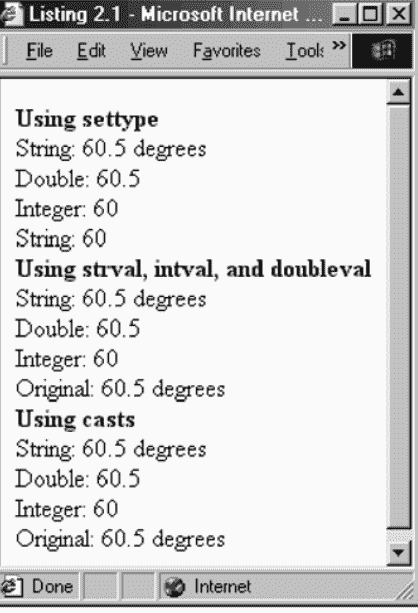 Listing 2.1 - Microsoft Internet ...
File Edit View Favorites Tools »
Using settype
String: 60.5 degrees
Double: 60.5
Integer: 60
String: 60
Using strval, intval, and doubleval
String: 60.5 degrees
Double: 60.5
Integer: 60
Original: 60.5 degrees
Using casts
String: 60.5 degrees
Double: 60.5
Integer: 60
Original: 60.5 degrees
Done Internet